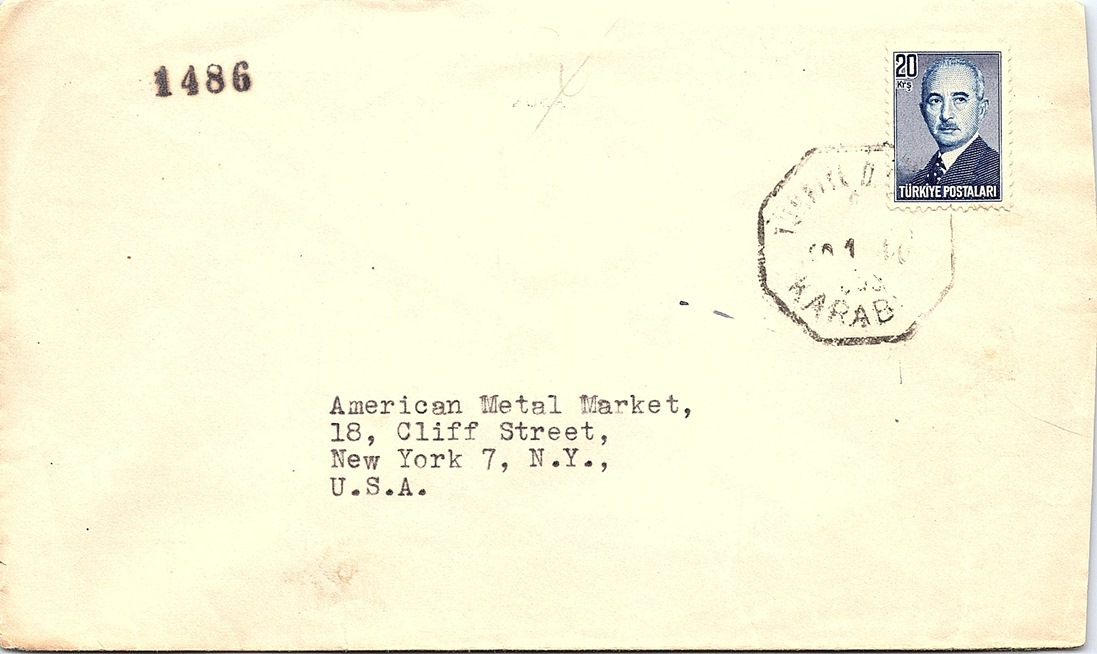 1486
20
Krş
TÜRKİYE POSTALARI
KARAB
American Metal Market,
18, Cliff Street,
New York 7, N.Y.,
U.S.A.